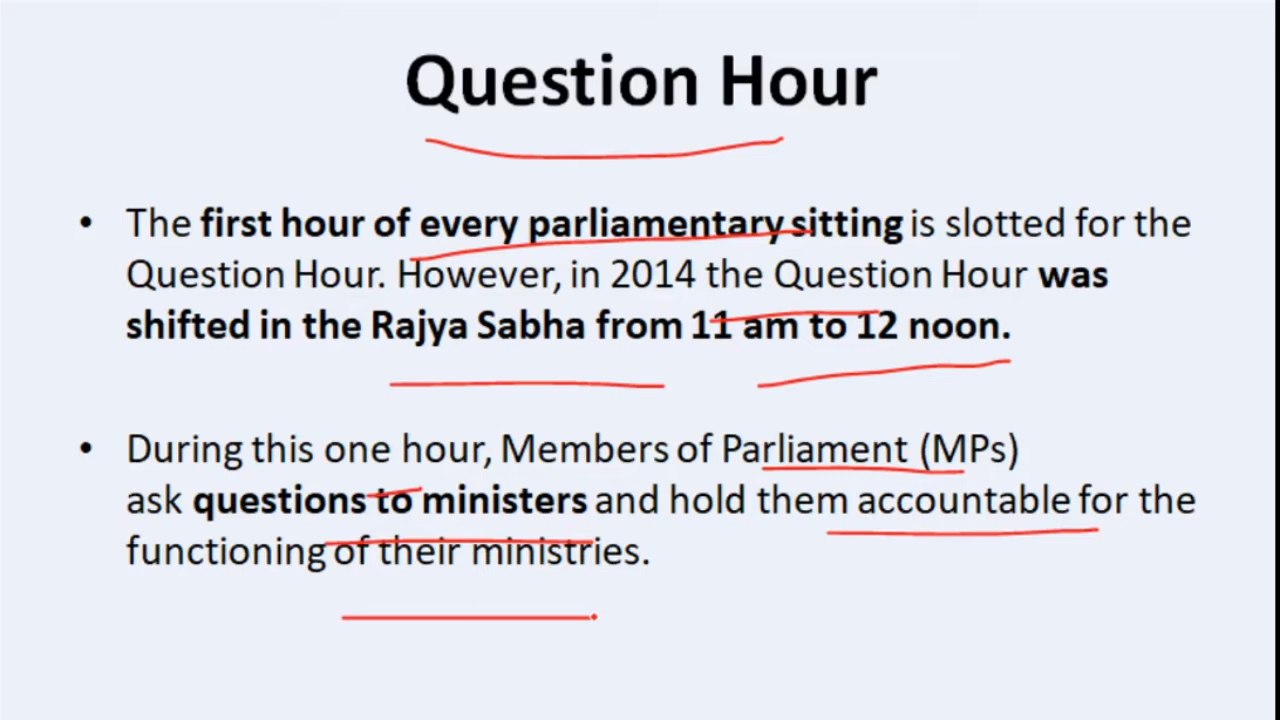 Question Hour
• The first hour of every parliamentary sitting is slotted for the
Question Hour. However, in 2014 the Question Hour was
shifted in the Rajya Sabha from 11 am to 12 noon.
• During this one hour, Members of Parliament (MPs)
ask questions to ministers and hold them accountable for the
functioning of their ministries.